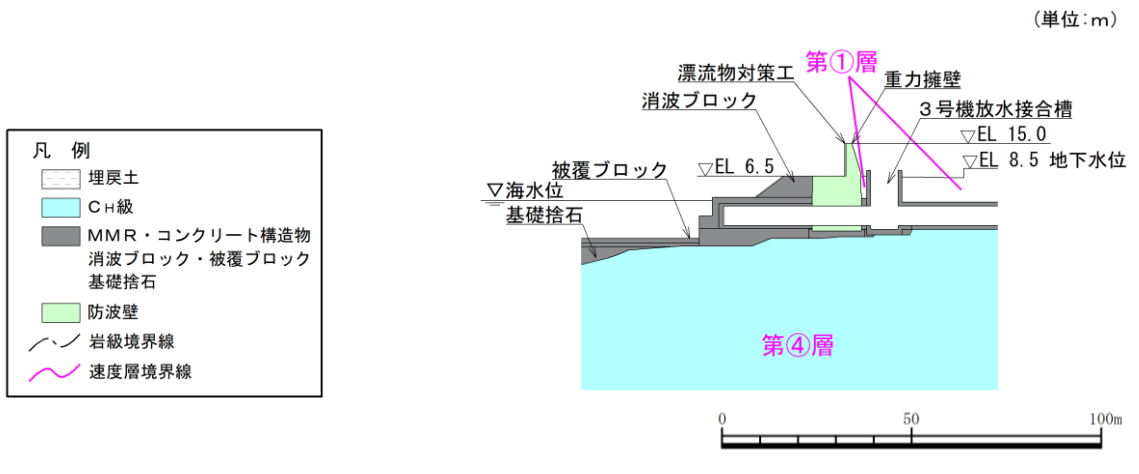 (単位:m)
第①層
漂流物対策工
重力擁壁
消波ブロック
3号機放水接合槽
▽EL 15.0
被覆ブロック
▽EL 6.5
▽EL 8.5 地下水位
▽海水位
基礎捨石
第④層
凡 例
埋戻土
CH級
MMR・コンクリート構造物
消波ブロック・被覆ブロック
基礎捨石
防波壁
岩級境界線
速度層境界線
0 50 100m